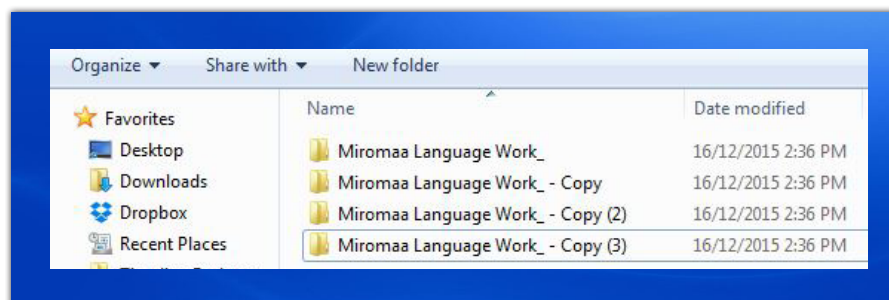 Organize Share with New folder
Favorites
Desktop
Downloads
Dropbox
Recent Places
Name Date modified
Miromaa Language Work_ 16/12/2015 2:36 PM
Miromaa Language Work_ - Copy 16/12/2015 2:36 PM
Miromaa Language Work_ - Copy (2) 16/12/2015 2:36 PM
Miromaa Language Work_ - Copy (3) 16/12/2015 2:36 PM